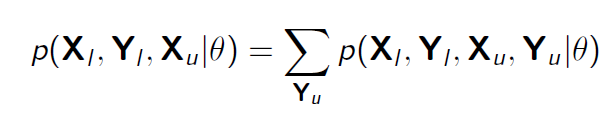 p(X_l, Y_l, X_u|θ) = ∑_{Y_u} p(X_l, Y_l, X_u, Y_u|θ)